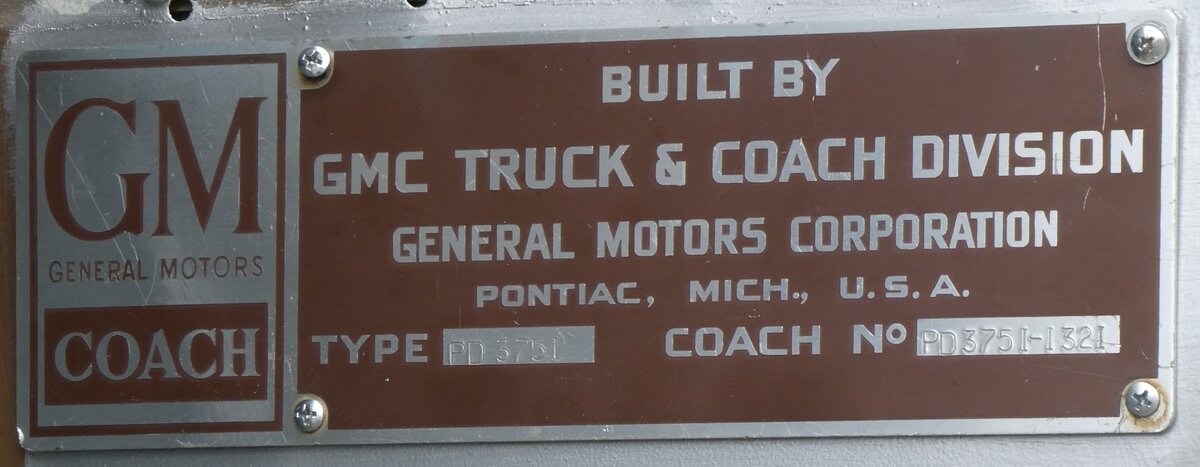 GM
GENERAL MOTORS
COACH
BUILT BY
GMC TRUCK & COACH DIVISION
GENERAL MOTORS CORPORATION
PONTIAC, MICH., U.S.A.
TYPE PD 3751 COACH No PD3751-1321